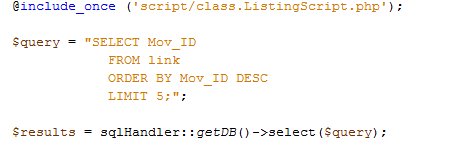 @include_once ('script/class.ListingScript.php');
$query = "SELECT Mov_ID
FROM link
ORDER BY Mov_ID DESC
LIMIT 5;";
$results = sqlHandler::getDB()->select($query);